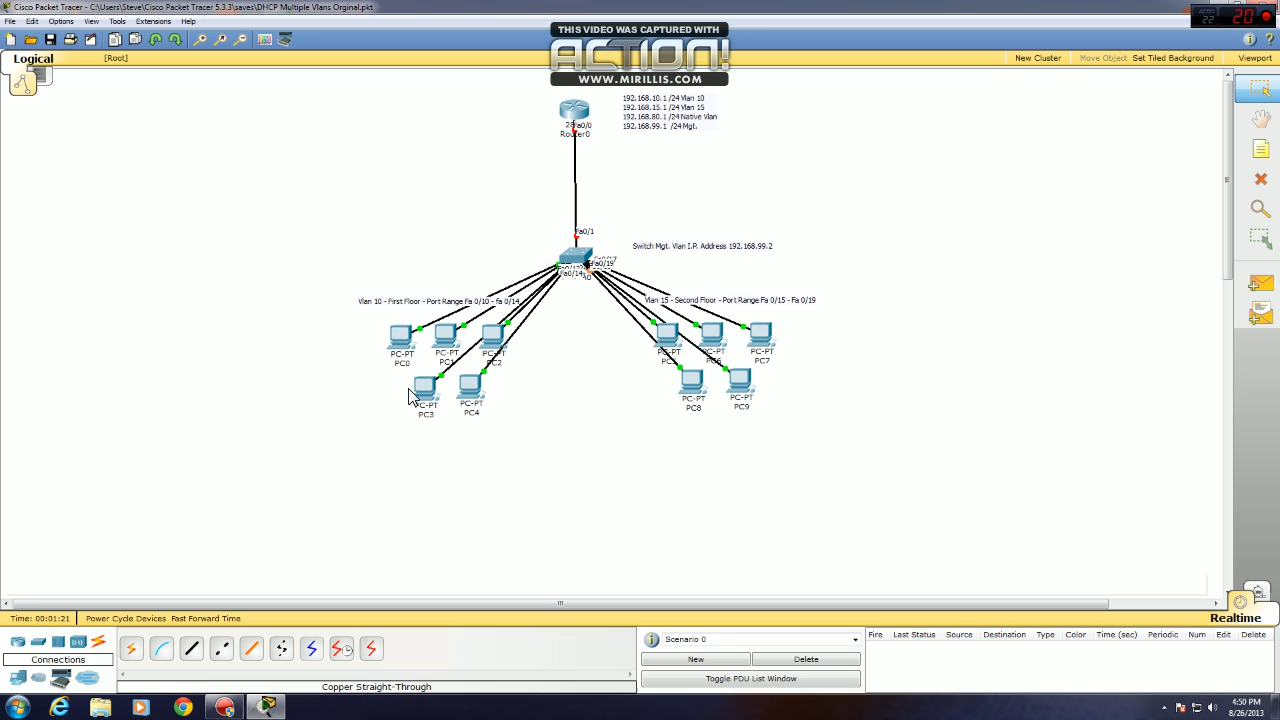 Cisco Packet Tracer - C:\Users\Steve\Cisco Packet Tracer 5.3.3\saves\DHCP Multiple Vlans Orginal.pkt
File Edit Options View Tools Extensions Help
THIS VIDEO WAS CAPTURED WITH
ACTION!
WWW.MIRILLIS.COM
22
20
Logical
[Root]
New Cluster
Move Object
Set Tiled Background
Viewport
192.168.10.1 /24 Vlan 10
192.168.15.1 /24 Vlan 15
192.168.80.1 /24 Native Vlan
192.168.99.1 /24 Mgt.
Fa0/0
Router0
Fa0/1
Switch Mgt. Vlan I.P. Address 192.168.99.2
Fa0/19
Fa0/14
Vlan 10 - First Floor - Port Range Fa 0/10 - fa 0/14
Vlan 15 - Second Floor - Port Range Fa 0/15 - Fa 0/19
PC-PT
PC0
PC-PT
PC1
PC-PT
PC2
PC-PT
PC3
PC-PT
PC4
PC-PT
PC-PT
PC6
PC-PT
PC7
PC-PT
PC8
PC-PT
PC9
Time: 00:01:21
Power Cycle Devices Fast Forward Time
Realtime
Connections
Copper Straight-Through
Scenario 0
New
Delete
Toggle PDU List Window
Fire Last Status Source Destination Type Color Time (sec) Periodic Num Edit Delete
4:50 PM
8/26/2013